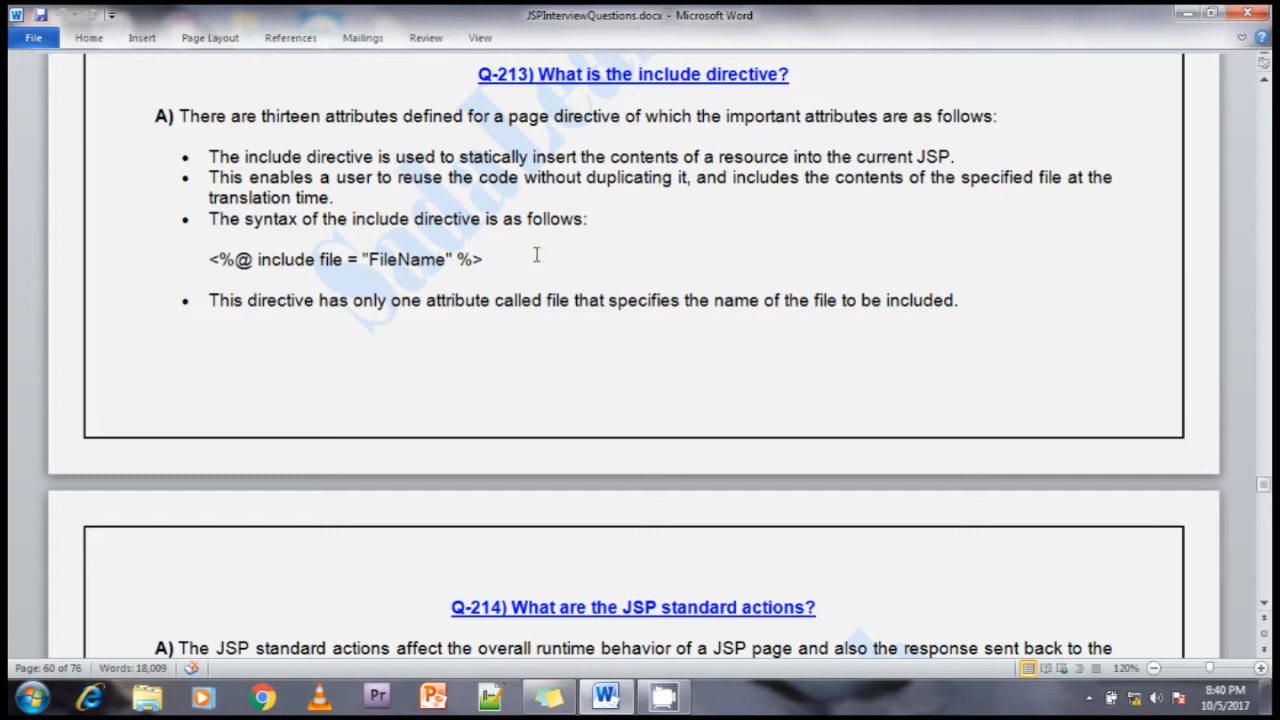 JSPInterviewQuestions.docx - Microsoft Word
File Home Insert Page Layout References Mailings Review View
Q-213) What is the include directive?
A) There are thirteen attributes defined for a page directive of which the important attributes are as follows:
• The include directive is used to statically insert the contents of a resource into the current JSP.
• This enables a user to reuse the code without duplicating it, and includes the contents of the specified file at the
translation time.
• The syntax of the include directive is as follows:
<%@ include file = "FileName" %>
• This directive has only one attribute called file that specifies the name of the file to be included.
Q-214) What are the JSP standard actions?
A) The JSP standard actions affect the overall runtime behavior of a JSP page and also the response sent back to the
Page: 60 of 76 Words: 18,009 120%
Pr
8:40 PM
10/5/2017